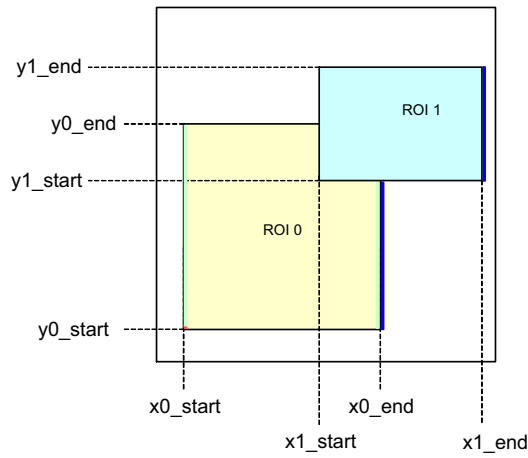 y1_end
ROI 1
y0_end
y1_start
ROI 0
y0_start
x0_start
x0_end
x1_start
x1_end